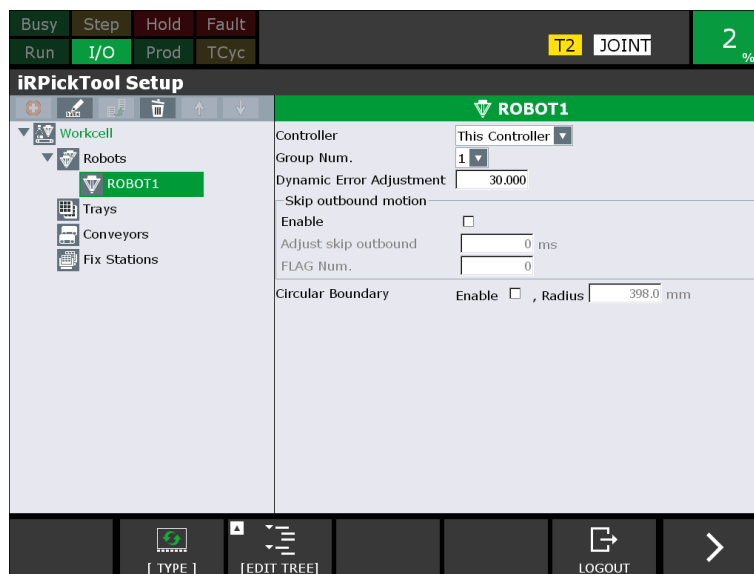 Busy Step Hold Fault
Run I/O Prod TCyc
T2 JOINT
2 %
iRPickTool Setup
ROBOT1
Workcell
Robots
ROBOT1
Trays
Conveyors
Fix Stations
Controller This Controller
Group Num. 1
Dynamic Error Adjustment 30.000
Skip outbound motion
Enable
Adjust skip outbound 0 ms
FLAG Num. 0
Circular Boundary Enable , Radius 398.0 mm
[ TYPE ] [EDIT TREE] LOGOUT